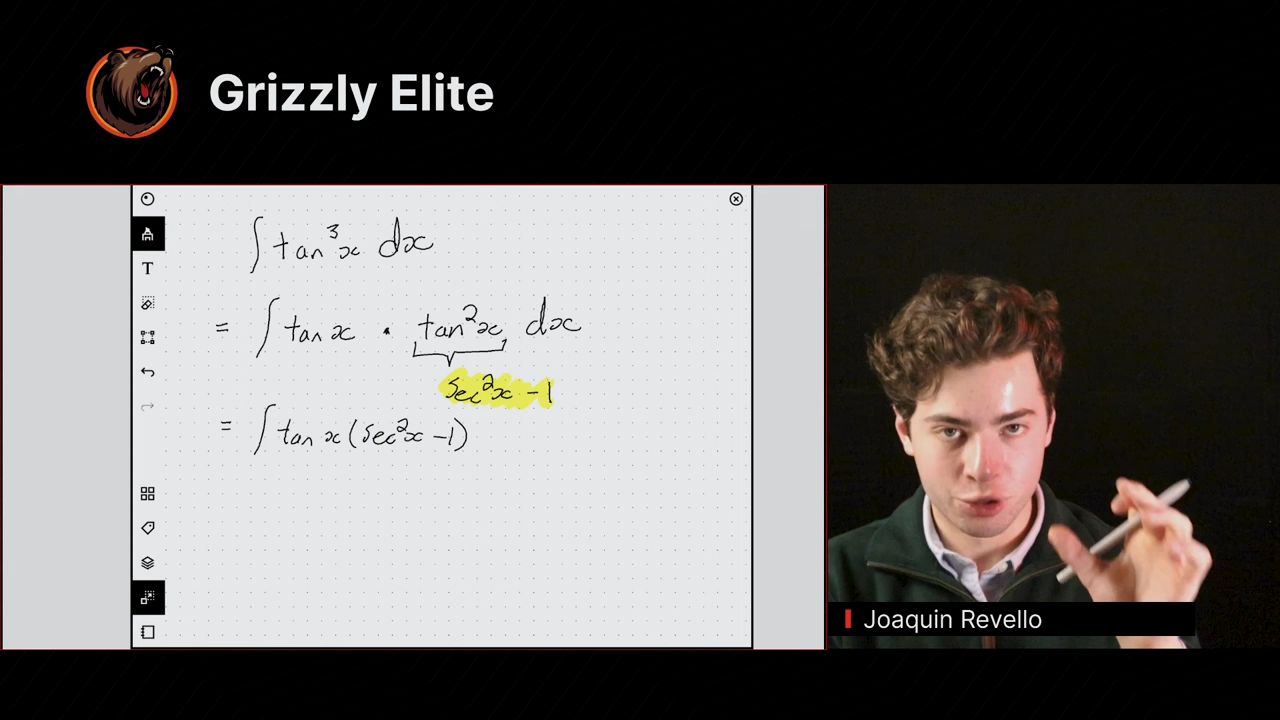 Grizzly Elite
∫ tan³x dx
= ∫ tan x · tan²x dx
sec²x - 1
= ∫ tan x (sec²x - 1)
T
Joaquin Revello